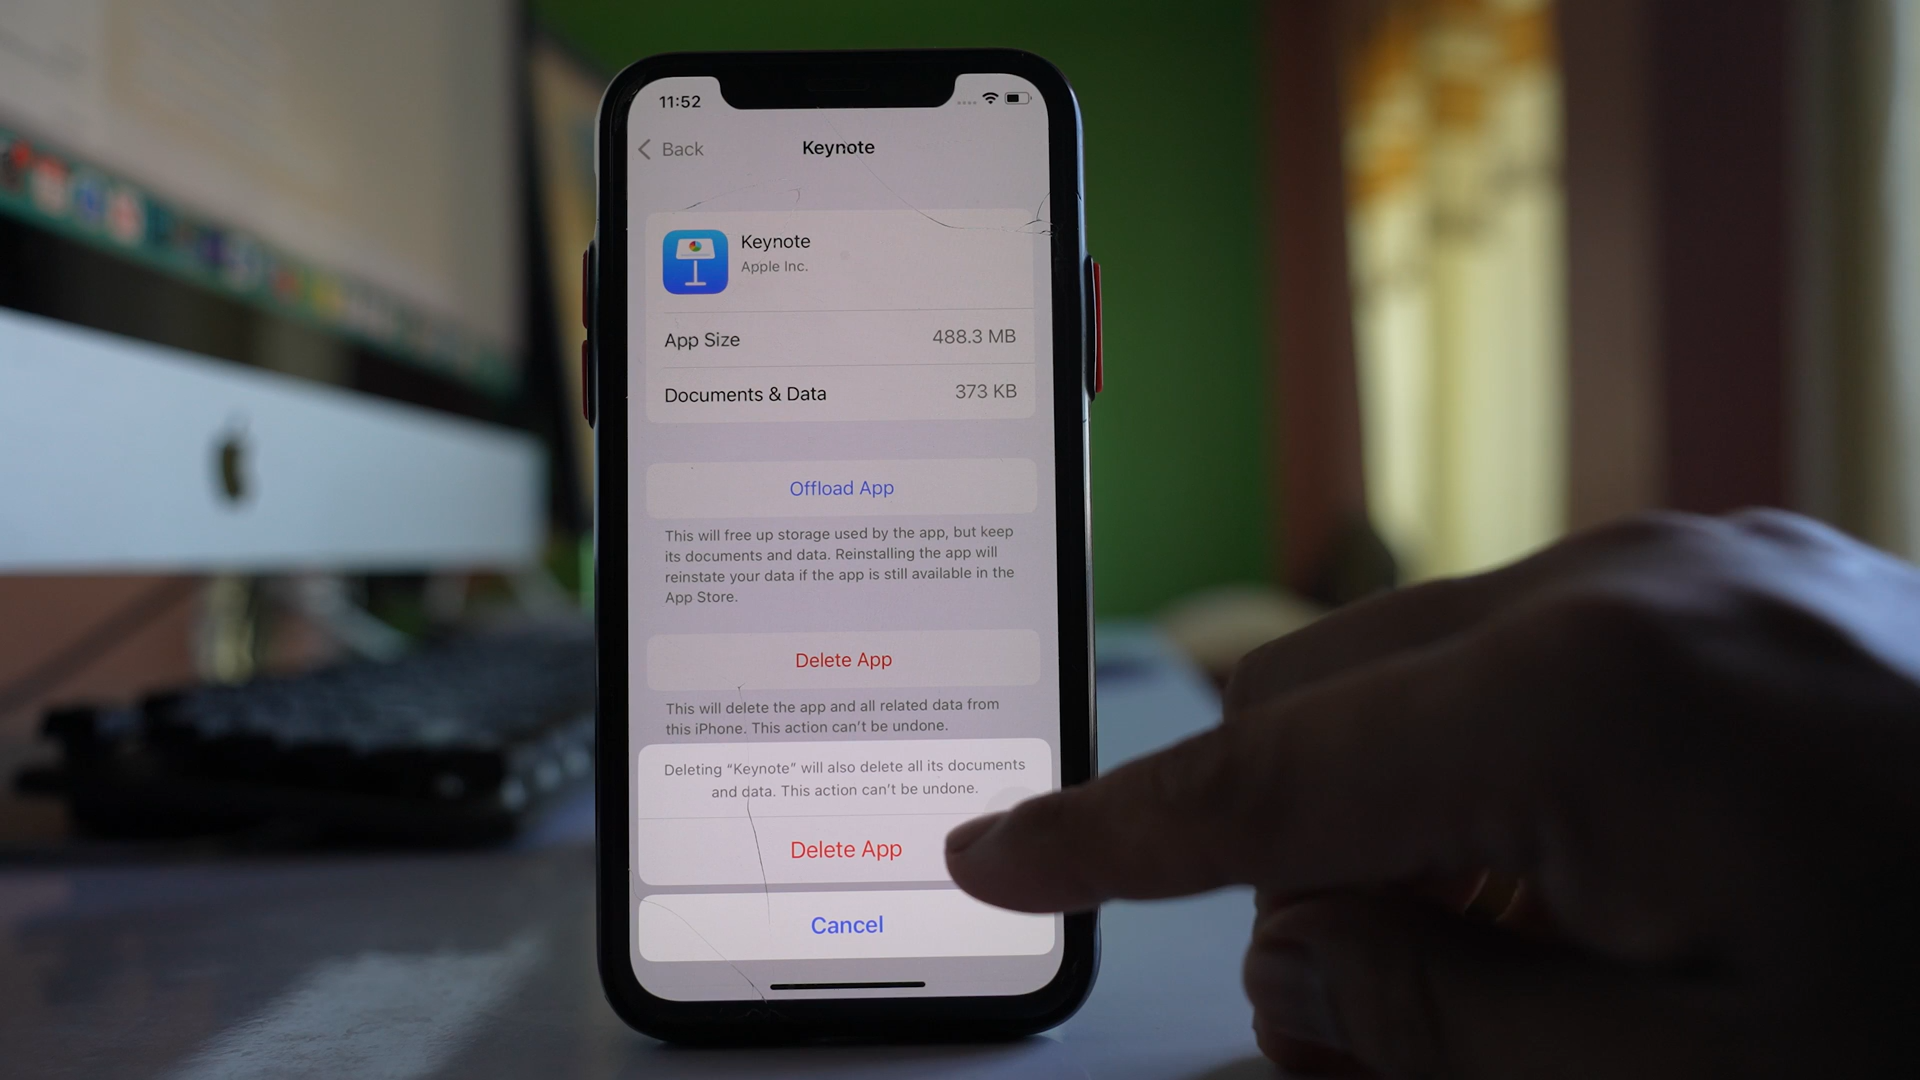 11:52
Back
Keynote
Keynote
Apple Inc.
App Size 488.3 MB
Documents & Data 373 KB
Offload App
This will free up storage used by the app, but keep
its documents and data. Reinstalling the app will
reinstate your data if the app is still available in the
App Store.
Delete App
This will delete the app and all related data from
this iPhone. This action can’t be undone.
Deleting “Keynote” will also delete all its documents
and data. This action can’t be undone.
Delete App
Cancel